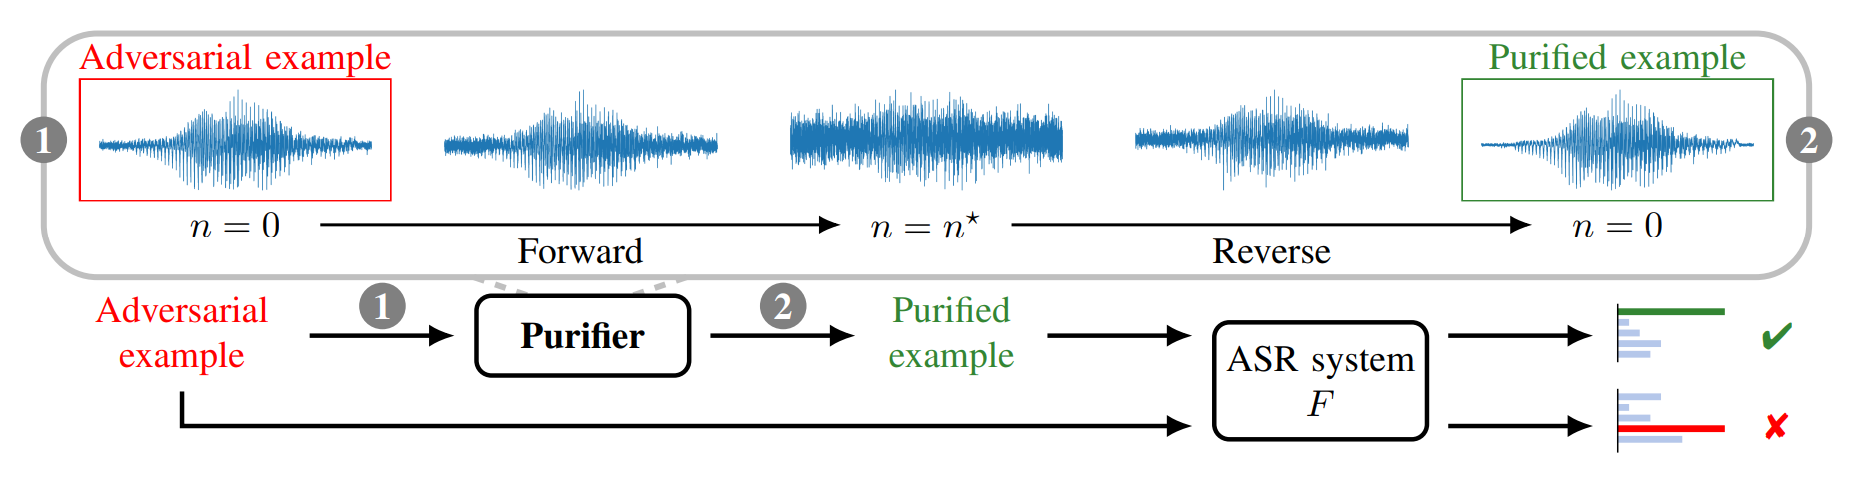 Adversarial example
Purified example
1
2
n = 0
n = n⋆
n = 0
Forward
Reverse
1
2
Adversarial
example
Purifier
Purified
example
ASR system
F
✔
✘